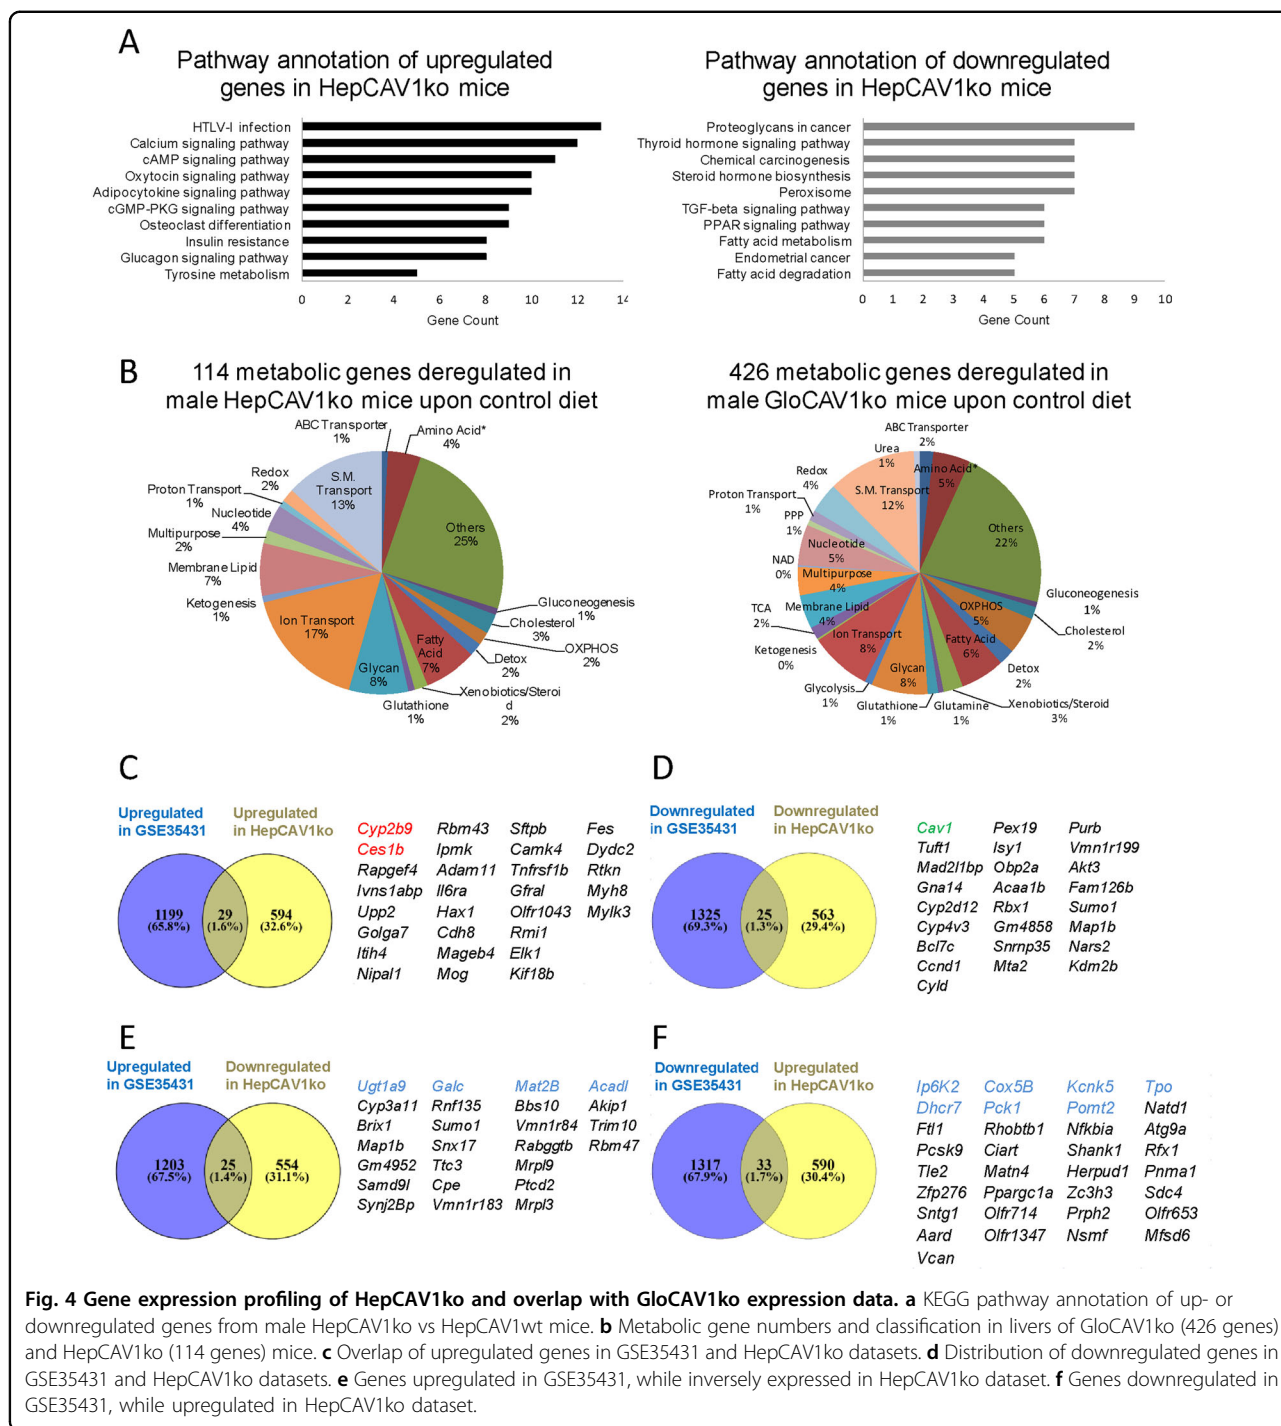 A
Pathway annotation of upregulated
genes in HepCAV1ko mice
HTLV-I infection
Calcium signaling pathway
cAMP signaling pathway
Oxytocin signaling pathway
Adipocytokine signaling pathway
cGMP-PKG signaling pathway
Osteoclast differentiation
Insulin resistance
Glucagon signaling pathway
Tyrosine metabolism
0 2 4 6 8 10 12 14
Gene Count
Pathway annotation of downregulated
genes in HepCAV1ko mice
Proteoglycans in cancer
Thyroid hormone signaling pathway
Chemical carcinogenesis
Steroid hormone biosynthesis
Peroxisome
TGF-beta signaling pathway
PPAR signaling pathway
Fatty acid metabolism
Endometrial cancer
Fatty acid degradation
0 1 2 3 4 5 6 7 8 9 10
Gene Count
B
114 metabolic genes deregulated in
male HepCAV1ko mice upon control diet
ABC Transporter
1%
Amino Acid*
4%
Others
25%
Gluconeogenesis
1%
Cholesterol
3%
OXPHOS
2%
Detox
2%
Fatty
Acid
7%
Xenobiotics/Steroi
d
2%
Glutathione
1%
Glycan
8%
Ion Transport
17%
Ketogenesis
1%
Membrane Lipid
7%
Multipurpose
2%
Nucleotide
4%
Proton Transport
1%
Redox
2%
S.M.
Transport
13%
426 metabolic genes deregulated in
male GloCAV1ko mice upon control diet
ABC Transporter
2%
Amino Acid*
5%
Others
22%
Gluconeogenesis
1%
Cholesterol
2%
OXPHOS
5%
Detox
2%
Fatty Acid
6%
Xenobiotics/Steroid
3%
Glutamine
1%
Glutathione
1%
Glycan
8%
Glycolysis
1%
Ion Transport
8%
Ketogenesis
0%
TCA
2%
Membrane Lipid
4%
Multipurpose
4%
NAD
0%
Nucleotide
5%
PPP
1%
Proton Transport
1%
Redox
4%
S.M. Transport
12%
Urea
1%
C
Upregulated
in GSE35431
Upregulated
in HepCAV1ko
1199
(65.8%)
29
(1.6%)
594
(32.6%)
Cyp2b9 Rbm43 Sftpb Fes
Ces1b Ipmk Camk4 Dydc2
Rapgef4 Adam11 Tnfrsf1b Rtkn
Ivns1abp Il6ra Gfral Myh8
Upp2 Hax1 Olfr1043 Mylk3
Golga7 Cdh8 Rmi1
Itih4 Mageb4 Elk1
Nipal1 Mog Kif18b
D
Downregulated
in GSE35431
Downregulated
in HepCAV1ko
1325
(69.3%)
25
(1.3%)
563
(29.4%)
Cav1 Pex19 Purb
Tuft1 Isy1 Vmn1r199
Mad2l1bp Obp2a Akt3
Gna14 Acaa1b Fam126b
Cyp2d12 Rbx1 Sumo1
Cyp4v3 Gm4858 Map1b
Bcl7c Snrnp35 Nars2
Ccnd1 Mta2 Kdm2b
Cyld
E
Upregulated
in GSE35431
Downregulated
in HepCAV1ko
1203
(67.5%)
25
(1.4%)
554
(31.1%)
Ugt1a9 Galc Mat2B Acadl
Cyp3a11 Rnf135 Bbs10 Akip1
Brix1 Sumo1 Vmn1r84 Trim10
Map1b Snx17 Rabggtb Rbm47
Gm4952 Ttc3 Mrpl9
Samd9l Cpe Ptcd2
Synj2Bp Vmn1r183 Mrpl3
F
Downregulated
in GSE35431
Upregulated
in HepCAV1ko
1317
(67.9%)
33
(1.7%)
590
(30.4%)
Ip6K2 Cox5B Kcnk5 Tpo
Dhcr7 Pck1 Pomt2 Natd1
Ftl1 Rhobtb1 Nfkbia Atg9a
Pcsk9 Ciart Shank1 Rfx1
Tle2 Matn4 Herpud1 Pnma1
Zfp276 Ppargc1a Zc3h3 Sdc4
Sntg1 Olfr714 Prph2 Olfr653
Aard Olfr1347 Nsmf Mfsd6
Vcan
Fig. 4 Gene expression profiling of HepCAV1ko and overlap with GloCAV1ko expression data. a KEGG pathway annotation of up- or
downregulated genes from male HepCAV1ko vs HepCAV1wt mice. b Metabolic gene numbers and classification in livers of GloCAV1ko (426 genes)
and HepCAV1ko (114 genes) mice. c Overlap of upregulated genes in GSE35431 and HepCAV1ko datasets. d Distribution of downregulated genes in
GSE35431 and HepCAV1ko datasets. e Genes upregulated in GSE35431, while inversely expressed in HepCAV1ko dataset. f Genes downregulated in
GSE35431, while upregulated in HepCAV1ko dataset.